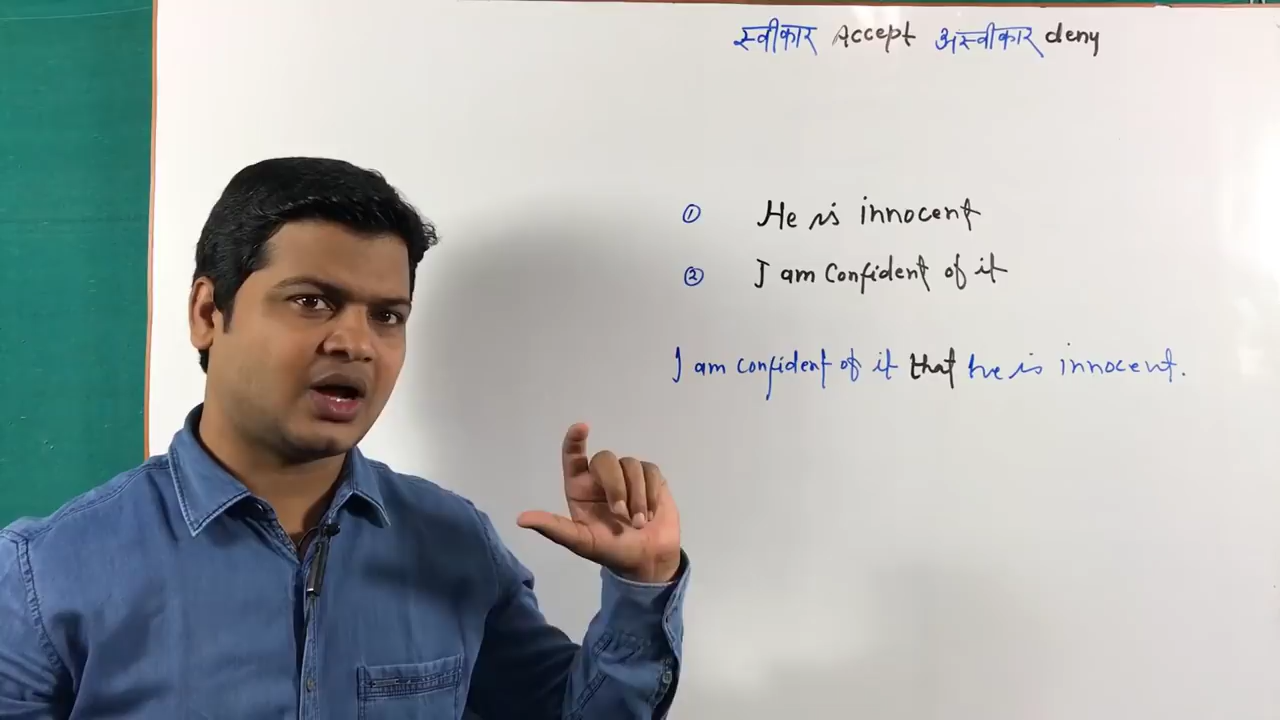 स्वीकार Accept अस्वीकार deny
① He is innocent
② I am Confident of it
I am confident of it that he is innocent.